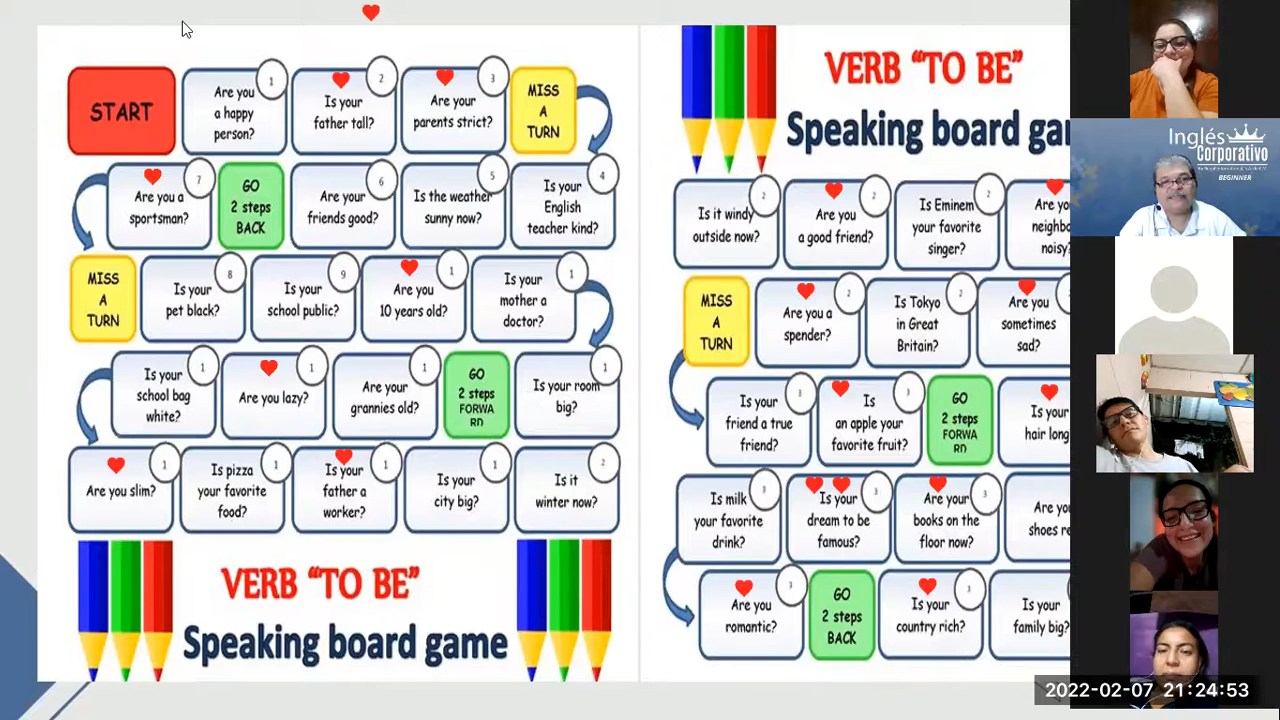 START
1
Are you
a happy
person?
2
Is your
father tall?
3
Are your
parents strict?
MISS
A
TURN
7
Are you a
sportsman?
GO
2 steps
BACK
6
Are your
friends good?
5
Is the weather
sunny now?
4
Is your
English
teacher kind?
MISS
A
TURN
8
Is your
pet black?
9
Is your
school public?
1
Are you
10 years old?
1
Is your
mother a
doctor?
1
Is your
school bag
white?
1
Are you lazy?
1
Are your
grannies old?
GO
2 steps
FORWA
RD
1
Is your room
big?
1
Are you slim?
1
Is pizza
your favorite
food?
1
Is your
father a
worker?
1
Is your
city big?
2
Is it
winter now?
VERB "TO BE"
Speaking board game
VERB "TO BE"
Speaking board gam
2
Is it windy
outside now?
2
Are you
a good friend?
2
Is Eminem
your favorite
singer?
Are yo
neighbo
noisy?
MISS
A
TURN
2
Are you a
spender?
2
Is Tokyo
in Great
Britain?
Are you
sometimes
sad?
3
Is your
friend a true
friend?
3
Is
an apple your
favorite fruit?
GO
2 steps
FORWA
RD
Is your
hair long
Is milk
your favorite
drink?
3
Is your
dream to be
famous?
3
Are your
books on the
floor now?
Are you
shoes re
3
Are you
romantic?
GO
2 steps
BACK
3
Is your
country rich?
Is your
family big?
Inglés
Corporativo
BEGINNER
2022-02-07 21:24:53